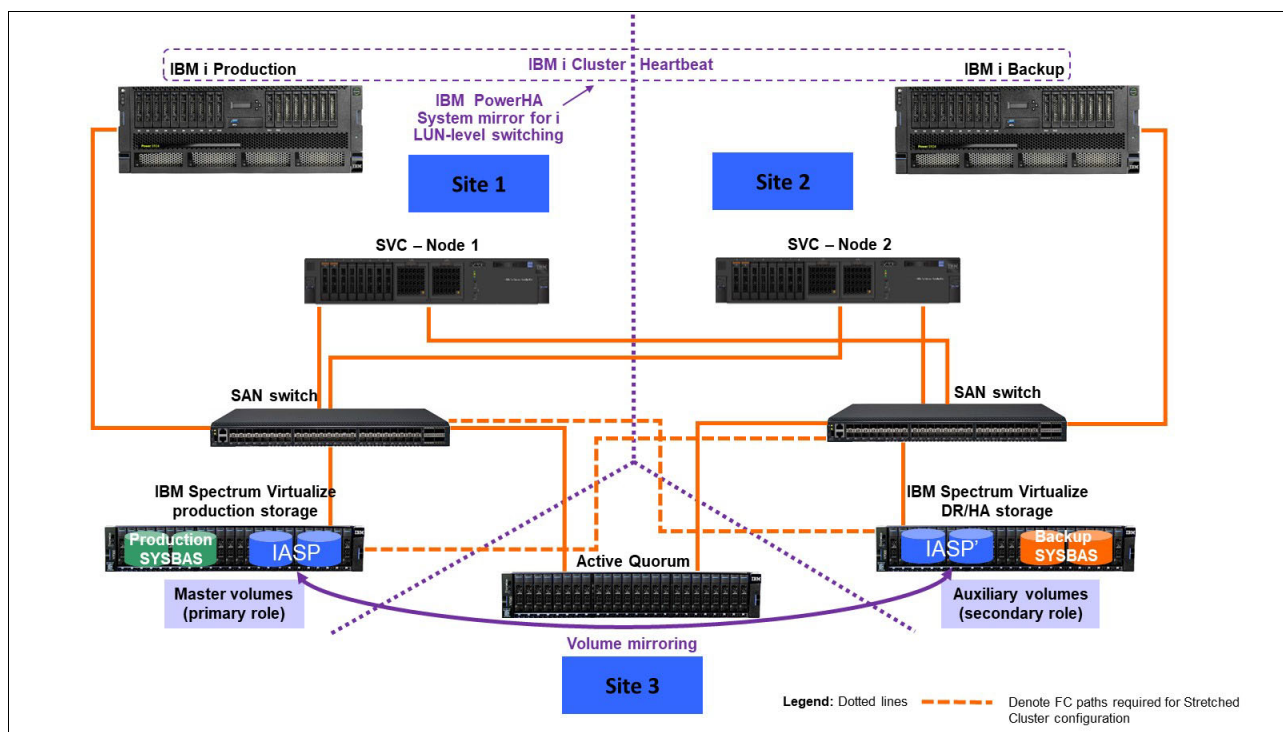 IBM i Production
IBM i Cluster Heartbeat
IBM i Backup
IBM PowerHA
System mirror for i
LUN-level switching
Site 1
Site 2
SVC – Node 1
SVC – Node 2
SAN switch
SAN switch
IBM Spectrum Virtualize
production storage
IBM Spectrum Virtualize
DR/HA storage
Production
SYSBAS
IASP
Active Quorum
IASP'
Backup
SYSBAS
Master volumes
(primary role)
Auxiliary volumes
(secondary role)
Volume mirroring
Site 3
Legend: Dotted lines
Denote FC paths required for Stretched
Cluster configuration